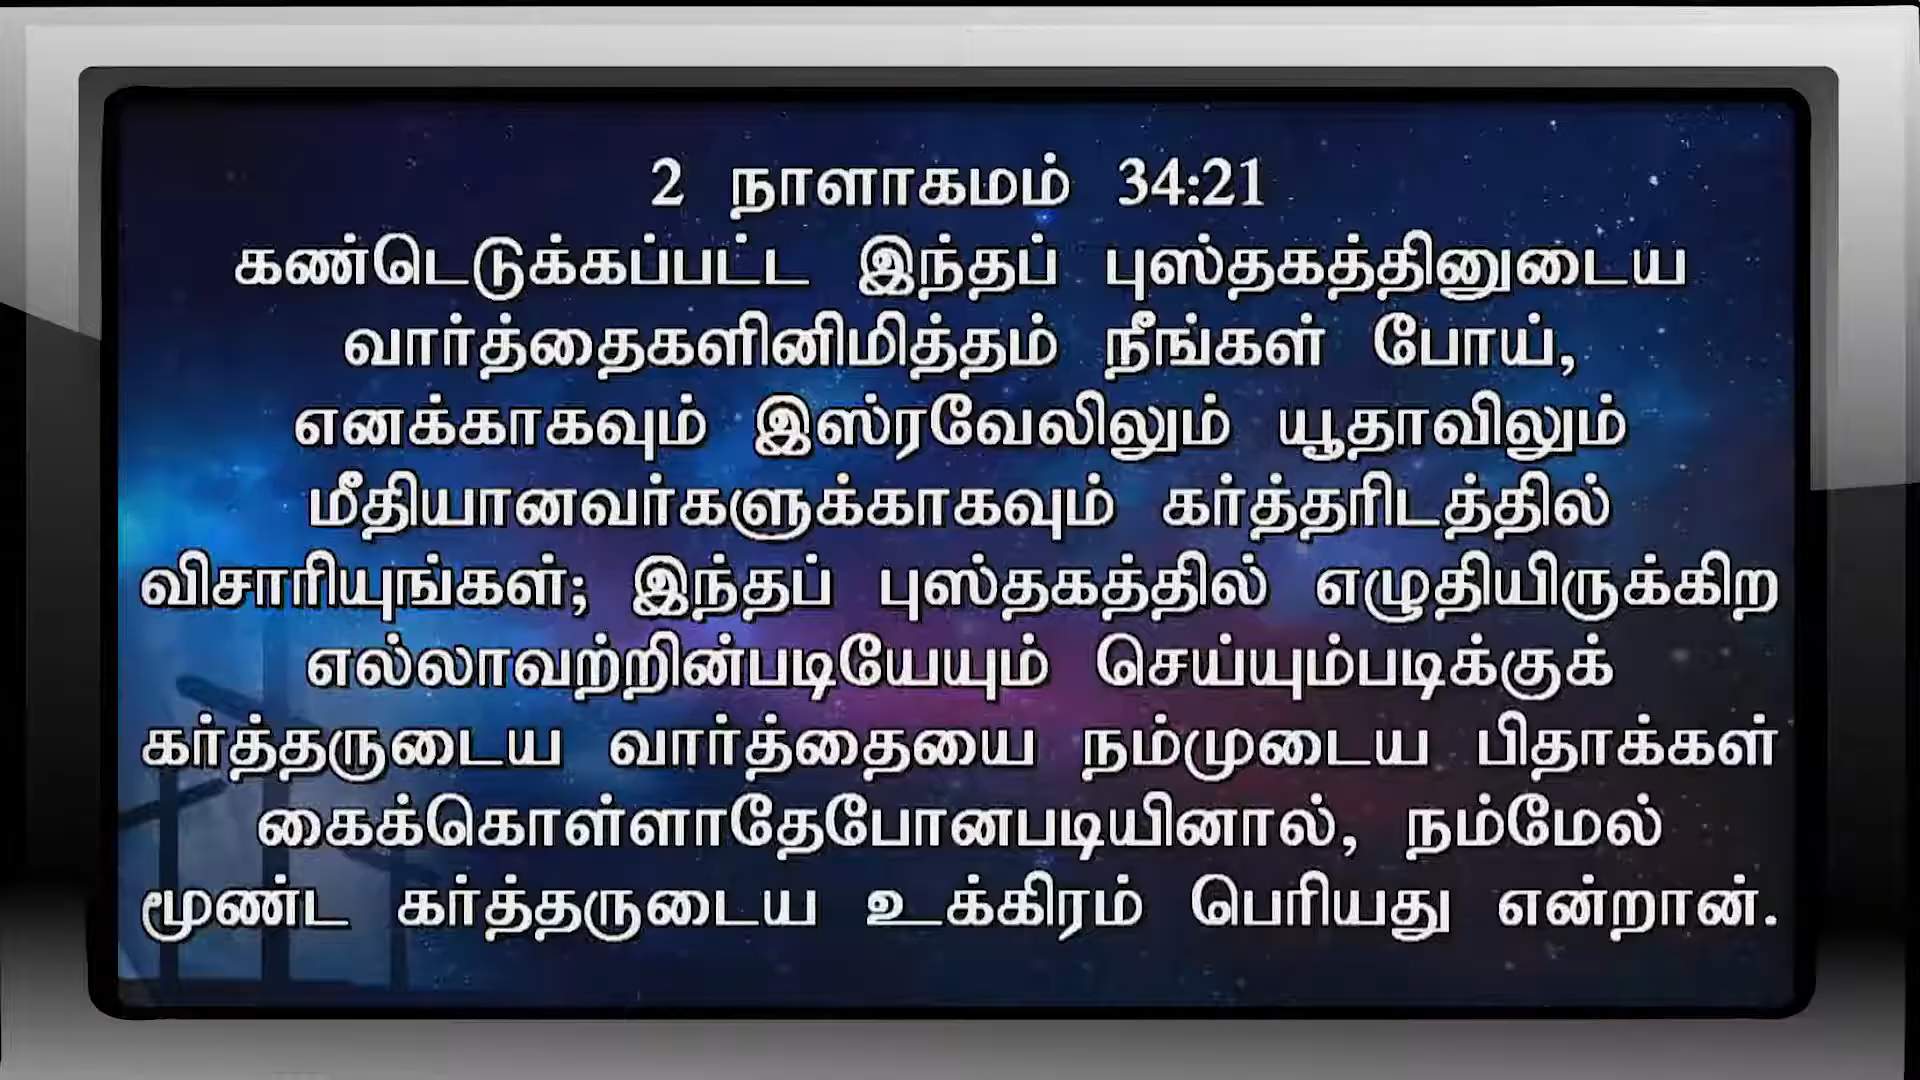 2 நாளாகமம் 34:21
கண்டெடுக்கப்பட்ட இந்தப் புஸ்தகத்தினுடைய
வார்த்தைகளினிமித்தம் நீங்கள் போய்,
எனக்காகவும் இஸ்ரவேலிலும் யூதாவிலும்
மீதியானவர்களுக்காகவும் கர்த்தரிடத்தில்
விசாரியுங்கள்; இந்தப் புஸ்தகத்தில் எழுதியிருக்கிற
எல்லாவற்றின்படியேயும் செய்யும்படிக்குக்
கர்த்தருடைய வார்த்தையை நம்முடைய பிதாக்கள்
கைக்கொள்ளாதேபோனபடியினால், நம்மேல்
மூண்ட கர்த்தருடைய உக்கிரம் பெரியது என்றான்.